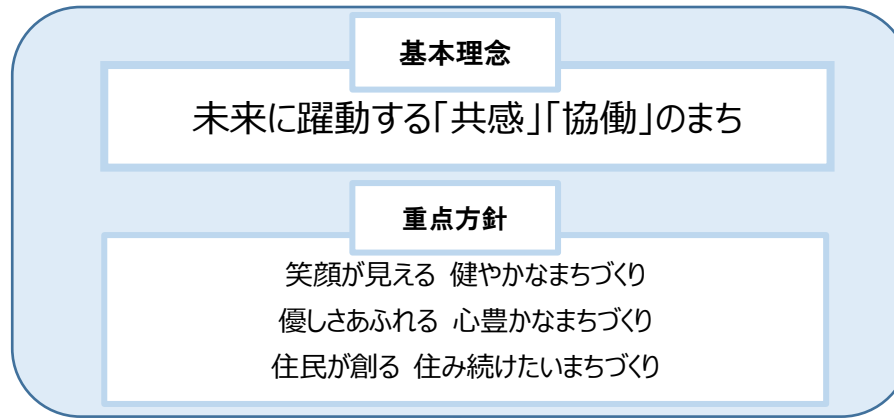 基本理念
未来に躍動する「共感」「協働」のまち
重点方針
笑顔が見える 健やかなまちづくり
優しさあふれる 心豊かなまちづくり
住民が創る 住み続けたいまちづくり